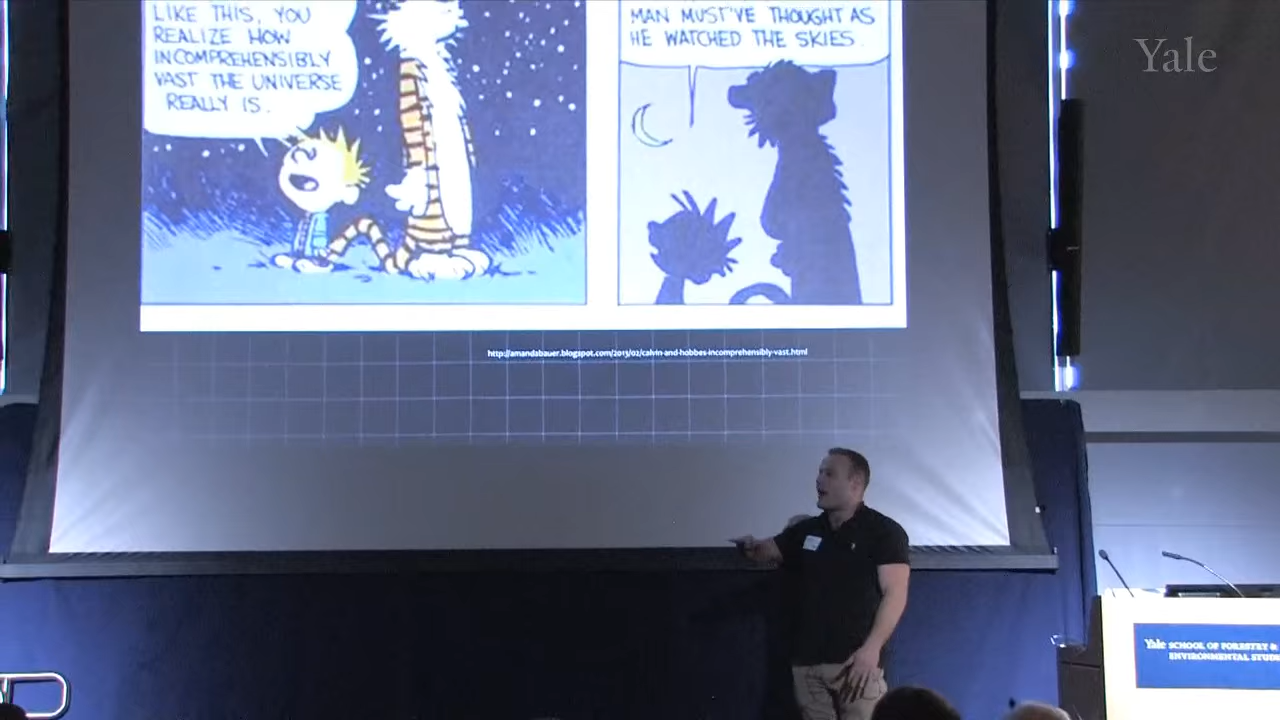 LIKE THIS, YOU
REALIZE HOW
INCOMPREHENSIBLY
VAST THE UNIVERSE
REALLY IS.
MAN MUST'VE THOUGHT AS
HE WATCHED THE SKIES.
Yale
http://amandabauer.blogspot.com/2013/02/calvin-and-hobbes-incomprehensibly-vast.html
Yale SCHOOL OF FORESTRY &
ENVIRONMENTAL STUDIE